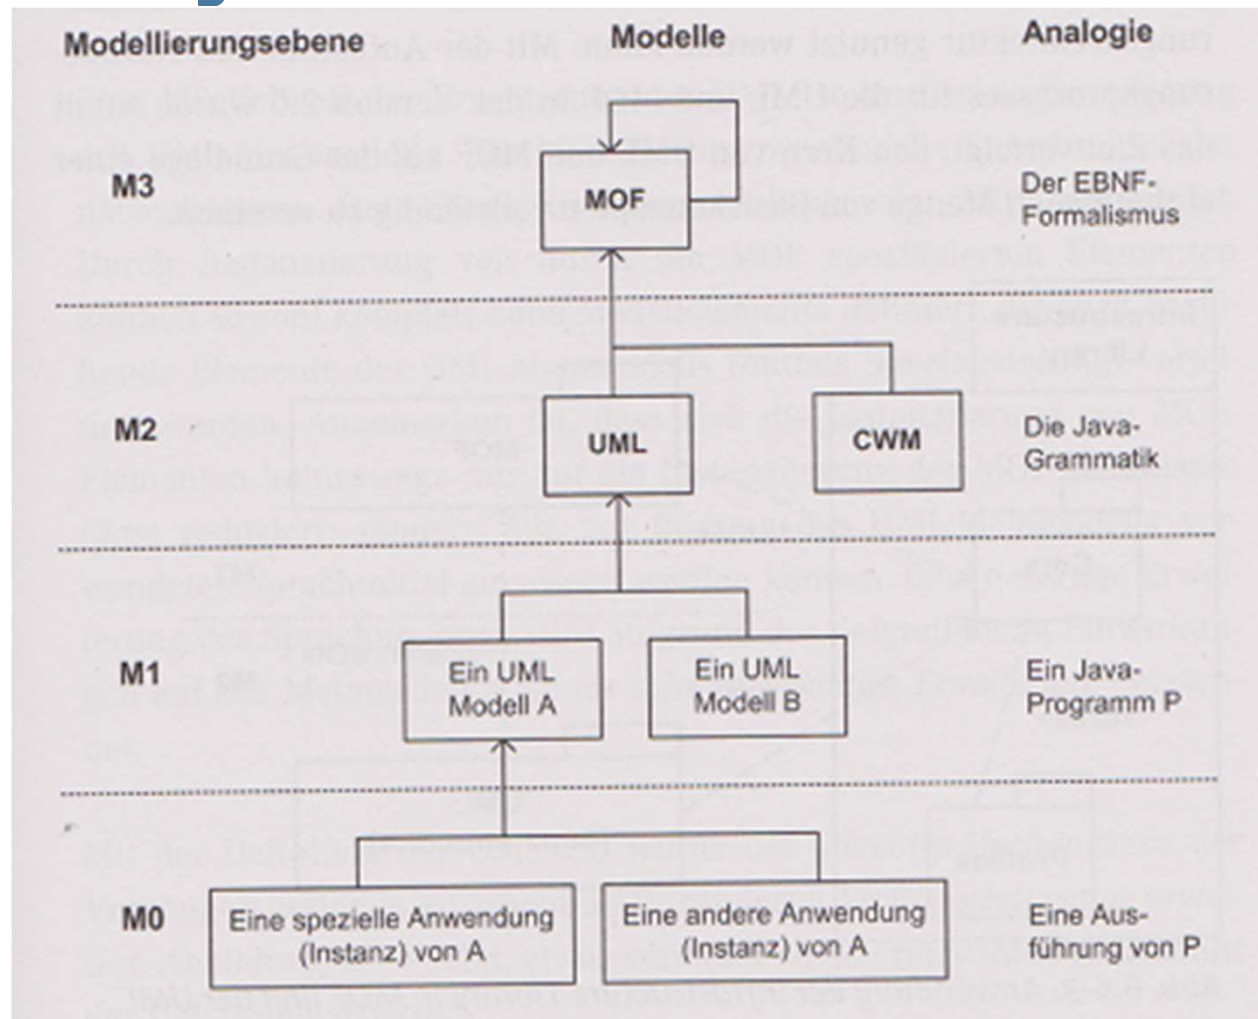 Modellierungsebene Modelle Analogie
M3
MOF
Der EBNF-
Formalismus
M2
UML
CWM
Die Java-
Grammatik
M1
Ein UML
Modell A
Ein UML
Modell B
Ein Java-
Programm P
M0
Eine spezielle Anwendung
(Instanz) von A
Eine andere Anwendung
(Instanz) von A
Eine Aus-
führung von P